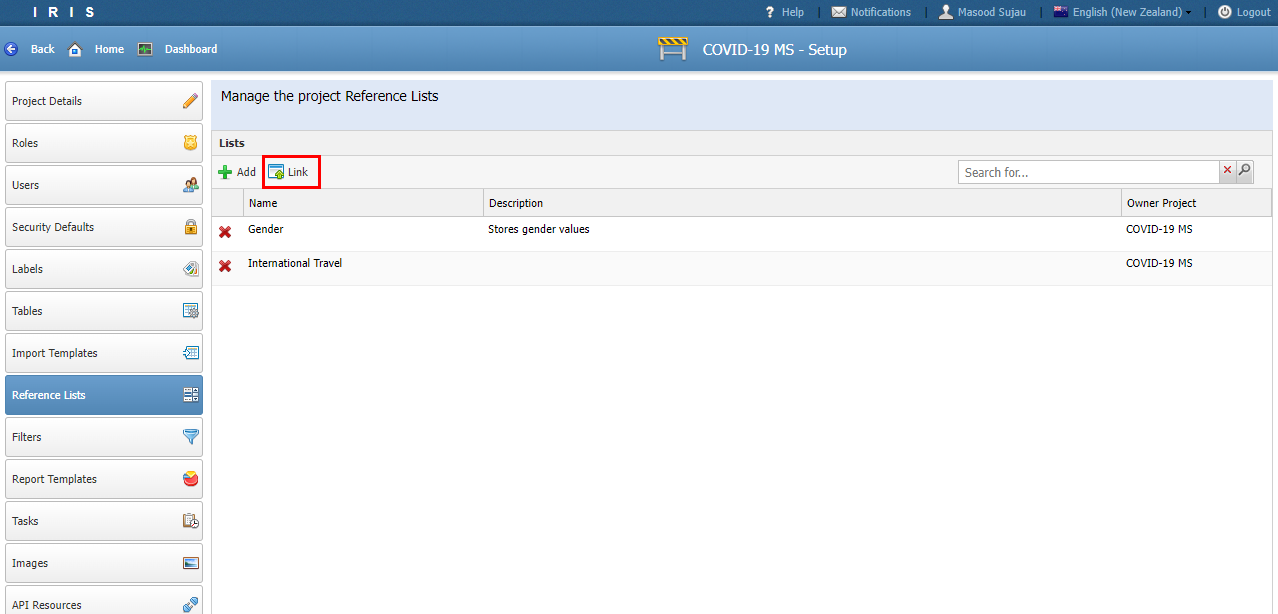 IRIS
? Help | Notifications | Masood Sujau | English (New Zealand) | Logout
Back Home Dashboard
COVID-19 MS - Setup
Project Details
Roles
Users
Security Defaults
Labels
Tables
Import Templates
Reference Lists
Filters
Report Templates
Tasks
Images
API Resources
Manage the project Reference Lists
Lists
Add Link
Search for...
Name Description Owner Project
Gender Stores gender values COVID-19 MS
International Travel COVID-19 MS